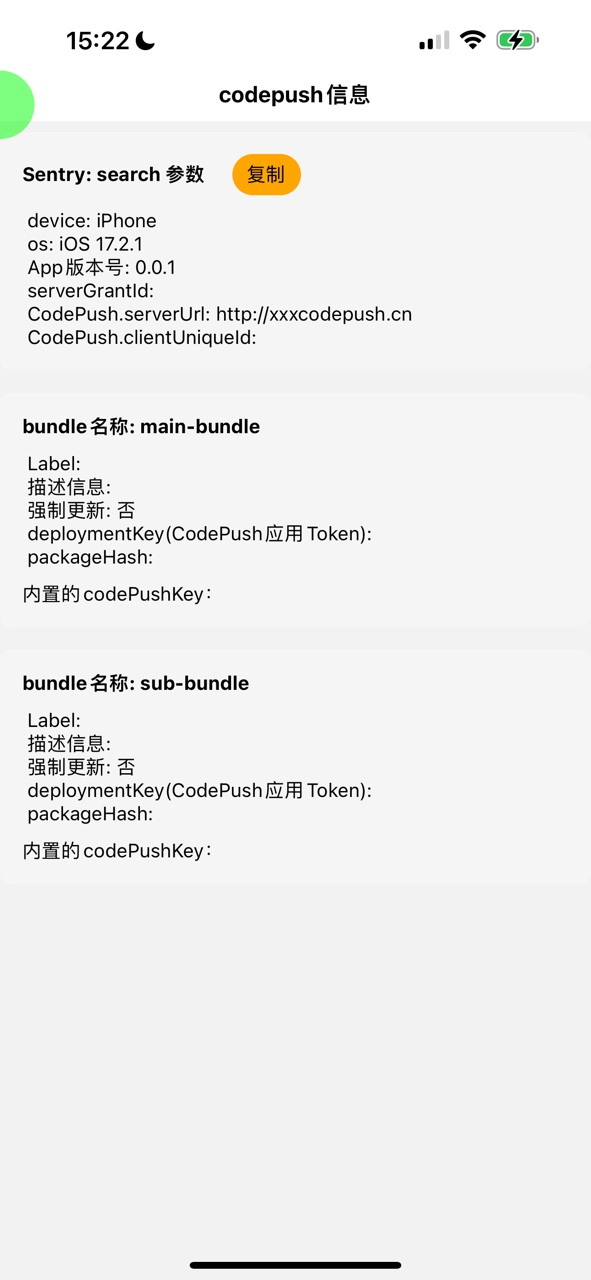 15:22
codepush信息
Sentry: search 参数
复制
device: iPhone
os: iOS 17.2.1
App版本号: 0.0.1
serverGrantId:
CodePush.serverUrl: http://xxxcodepush.cn
CodePush.clientUniqueId:
bundle名称: main-bundle
Label:
描述信息:
强制更新: 否
deploymentKey(CodePush应用Token):
packageHash:
内置的codePushKey：
bundle名称: sub-bundle
Label:
描述信息:
强制更新: 否
deploymentKey(CodePush应用Token):
packageHash:
内置的codePushKey：